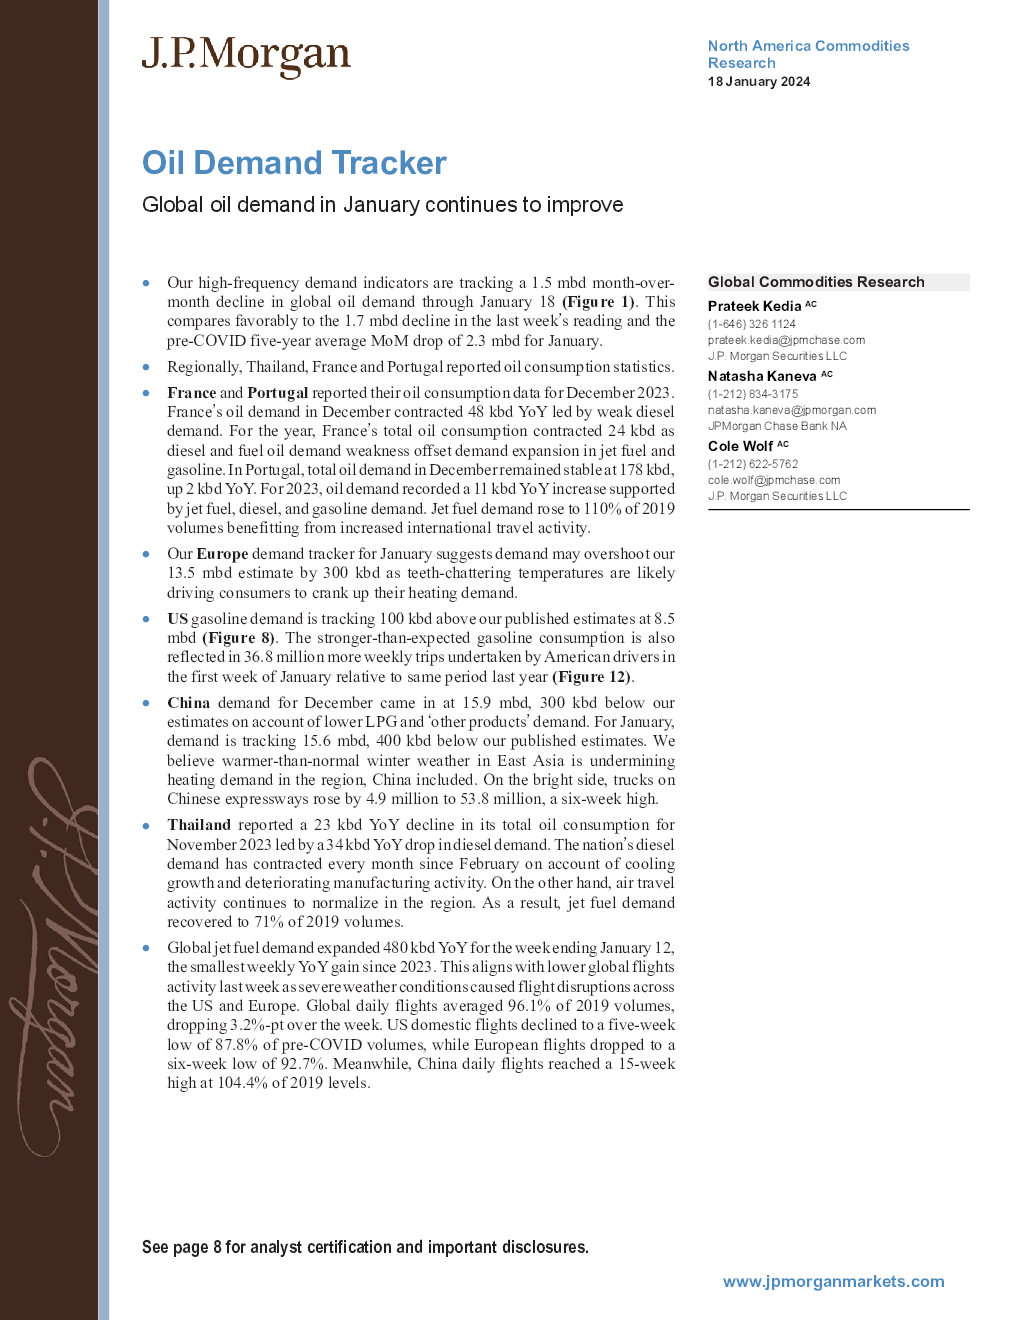 J.P.Morgan
North America Commodities
Research
18 January 2024
Oil Demand Tracker
Global oil demand in January continues to improve
● Our high-frequency demand indicators are tracking a 1.5 mbd month-over-
month decline in global oil demand through January 18 (Figure 1). This
compares favorably to the 1.7 mbd decline in the last week’s reading and the
pre-COVID five-year average MoM drop of 2.3 mbd for January.
● Regionally, Thailand, France and Portugal reported oil consumption statistics.
● France and Portugal reported their oil consumption data for December 2023.
France’s oil demand in December contracted 48 kbd YoY led by weak diesel
demand. For the year, France’s total oil consumption contracted 24 kbd as
diesel and fuel oil demand weakness offset demand expansion in jet fuel and
gasoline. In Portugal, total oil demand in December remained stable at 178 kbd,
up 2 kbd YoY. For 2023, oil demand recorded a 11 kbd YoY increase supported
by jet fuel, diesel, and gasoline demand. Jet fuel demand rose to 110% of 2019
volumes benefitting from increased international travel activity.
● Our Europe demand tracker for January suggests demand may overshoot our
13.5 mbd estimate by 300 kbd as teeth-chattering temperatures are likely
driving consumers to crank up their heating demand.
● US gasoline demand is tracking 100 kbd above our published estimates at 8.5
mbd (Figure 8). The stronger-than-expected gasoline consumption is also
reflected in 36.8 million more weekly trips undertaken by American drivers in
the first week of January relative to same period last year (Figure 12).
● China demand for December came in at 15.9 mbd, 300 kbd below our
estimates on account of lower LPG and ‘other products’ demand. For January,
demand is tracking 15.6 mbd, 400 kbd below our published estimates. We
believe warmer-than-normal winter weather in East Asia is undermining
heating demand in the region, China included. On the bright side, trucks on
Chinese expressways rose by 4.9 million to 53.8 million, a six-week high.
● Thailand reported a 23 kbd YoY decline in its total oil consumption for
November 2023 led by a 34 kbd YoY drop in diesel demand. The nation’s diesel
demand has contracted every month since February on account of cooling
growth and deteriorating manufacturing activity. On the other hand, air travel
activity continues to normalize in the region. As a result, jet fuel demand
recovered to 71% of 2019 volumes.
● Global jet fuel demand expanded 480 kbd YoY for the week ending January 12,
the smallest weekly YoY gain since 2023. This aligns with lower global flights
activity last week as severe weather conditions caused flight disruptions across
the US and Europe. Global daily flights averaged 96.1% of 2019 volumes,
dropping 3.2%-pt over the week. US domestic flights declined to a five-week
low of 87.8% of pre-COVID volumes, while European flights dropped to a
six-week low of 92.7%. Meanwhile, China daily flights reached a 15-week
high at 104.4% of 2019 levels.
Global Commodities Research
Prateek Kedia AC
(1-646) 326 1124
prateek.kedia@jpmchase.com
J.P. Morgan Securities LLC
Natasha Kaneva AC
(1-212) 834-3175
natasha.kaneva@jpmorgan.com
JPMorgan Chase Bank NA
Cole Wolf AC
(1-212) 622-5762
cole.wolf@jpmchase.com
J.P. Morgan Securities LLC
J.P.Morgan
See page 8 for analyst certification and important disclosures.
www.jpmorganmarkets.com